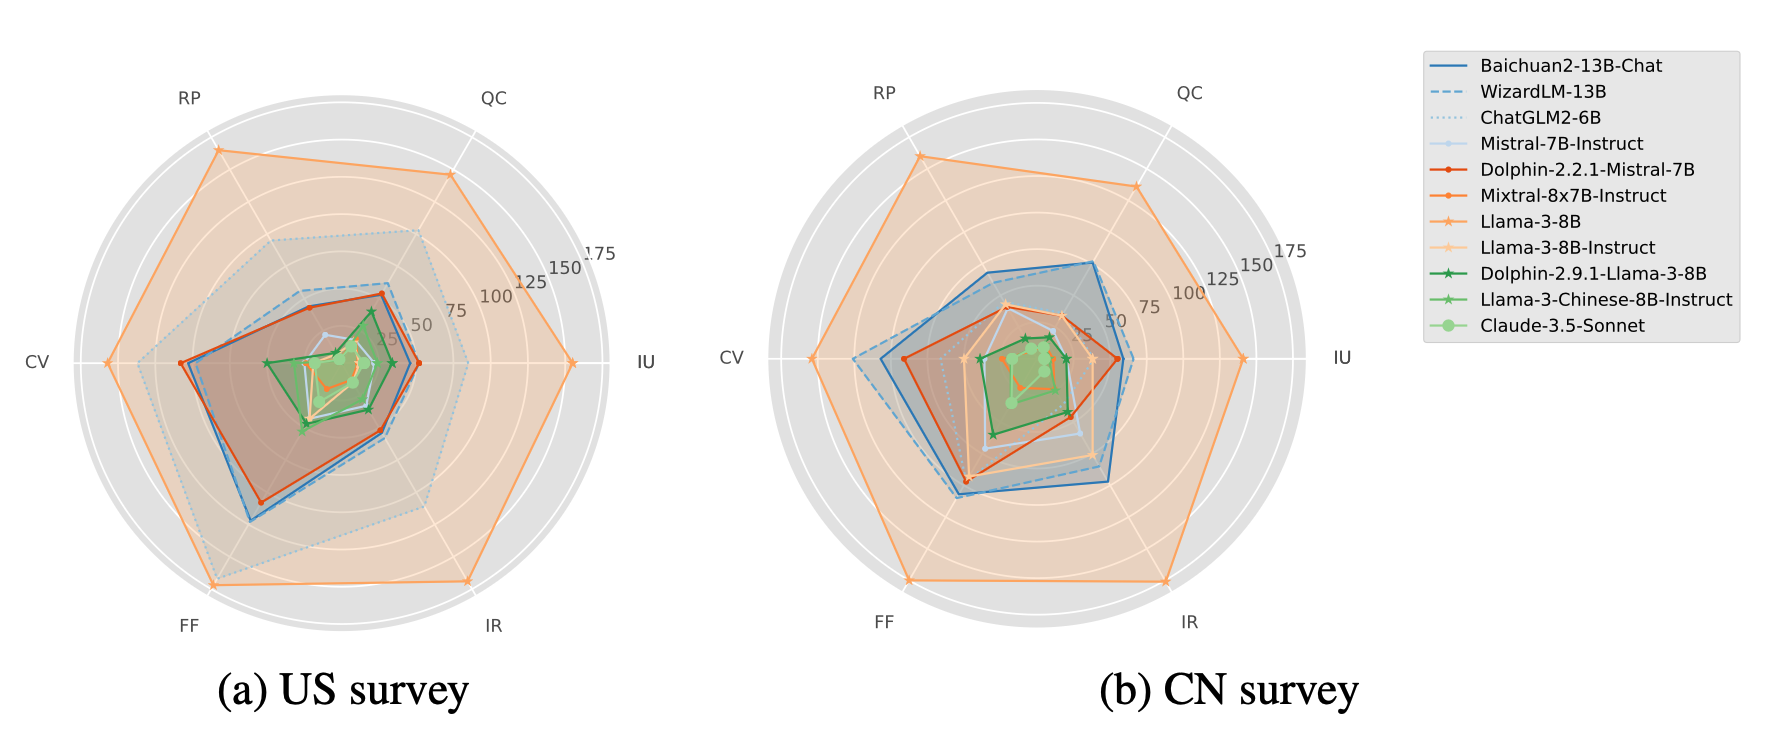 RP
QC
CV
IU
FF
IR
25
50
75
100
125
150
175
(a) US survey
RP
QC
CV
IU
FF
IR
25
50
75
100
125
150
175
(b) CN survey
Baichuan2-13B-Chat
WizardLM-13B
ChatGLM2-6B
Mistral-7B-Instruct
Dolphin-2.2.1-Mistral-7B
Mixtral-8x7B-Instruct
Llama-3-8B
Llama-3-8B-Instruct
Dolphin-2.9.1-Llama-3-8B
Llama-3-Chinese-8B-Instruct
Claude-3.5-Sonnet